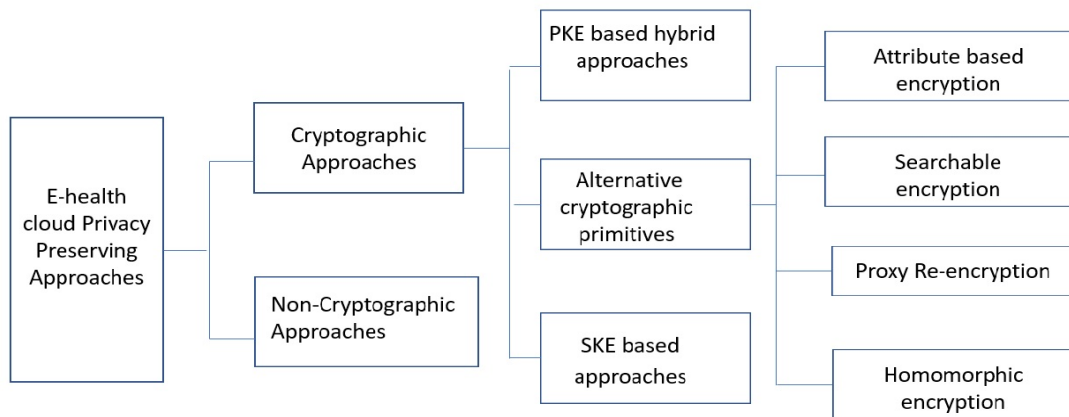 E-health
cloud Privacy
Preserving
Approaches
Cryptographic
Approaches
Non-Cryptographic
Approaches
PKE based hybrid
approaches
Alternative
cryptographic
primitives
SKE based
approaches
Attribute based
encryption
Searchable
encryption
Proxy Re-encryption
Homomorphic
encryption